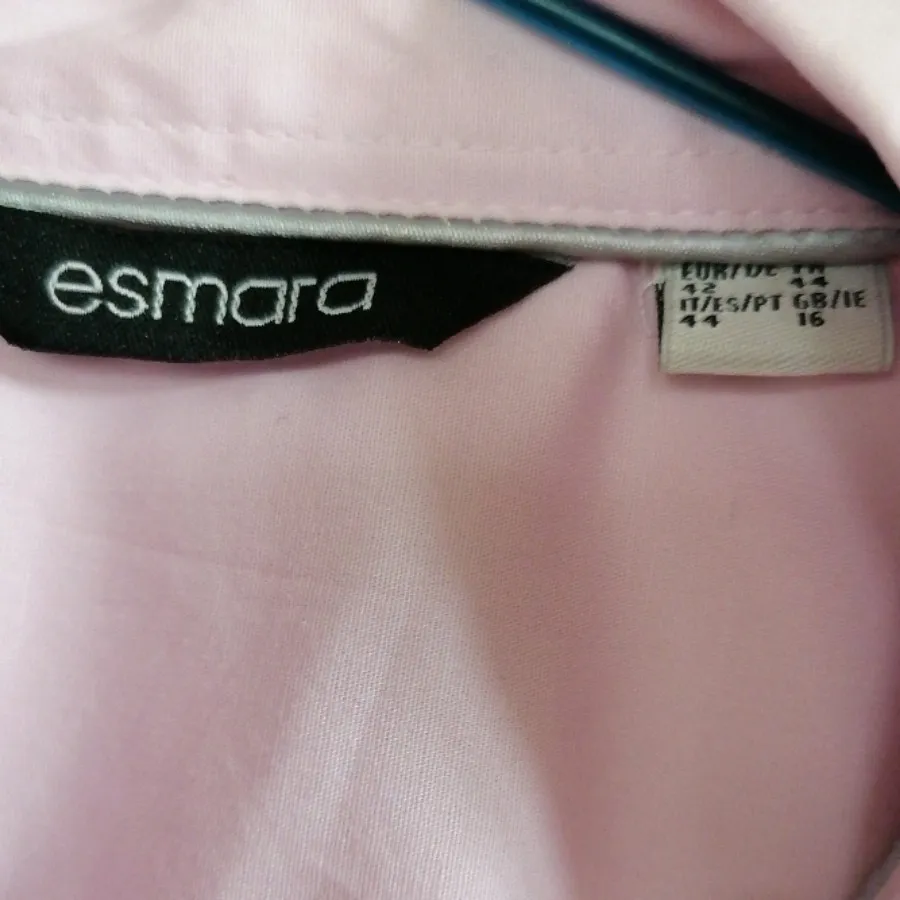 esmara
EUR/DE FR
42 44
IT/ES/PT GB/IE
44 16